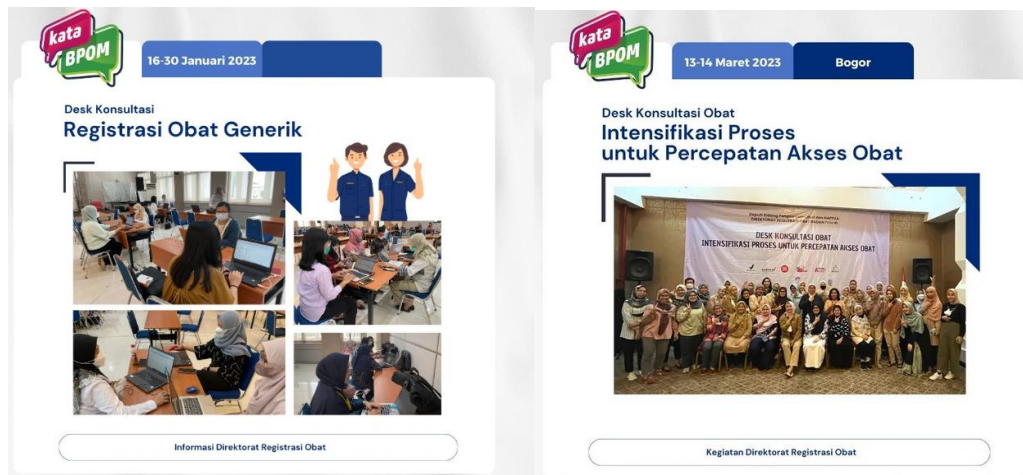 kata
BPOM
16-30 Januari 2023
Desk Konsultasi
Registrasi Obat Generik
Informasi Direktorat Registrasi Obat
kata
BPOM
13-14 Maret 2023
Bogor
Desk Konsultasi Obat
Intensifikasi Proses
untuk Percepatan Akses Obat
DESK KONSULTASI OBAT
INTENSIFIKASI PROSES UNTUK PERCEPATAN AKSES OBAT
Kegiatan Direktorat Registrasi Obat